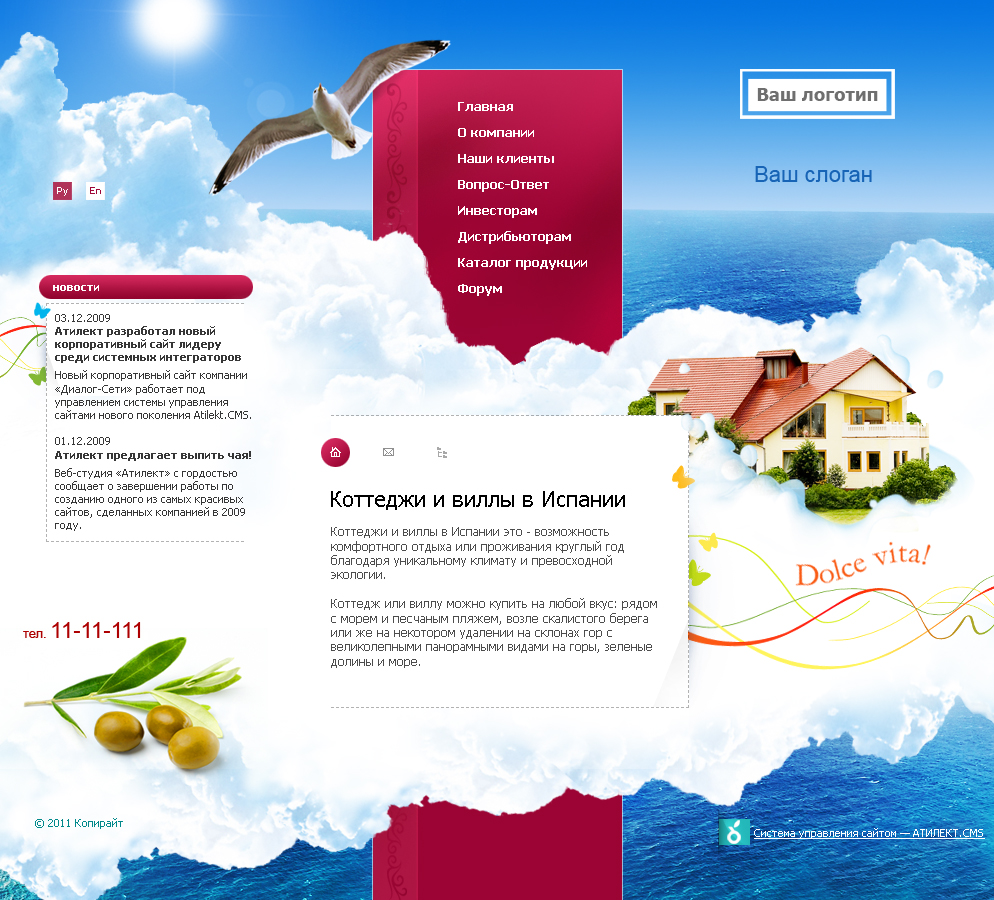 Ваш логотип
Ваш слоган
Ру
En
Главная
О компании
Наши клиенты
Вопрос-Ответ
Инвесторам
Дистрибьюторам
Каталог продукции
Форум
новости
03.12.2009
Атилект разработал новый
корпоративный сайт лидеру
среди системных интеграторов
Новый корпоративный сайт компании
«Диалог-Сети» работает под
управлением системы управления
сайтами нового поколения Atilekt.CMS.
01.12.2009
Атилект предлагает выпить чая!
Веб-студия «Атилект» с гордостью
сообщает о завершении работы по
созданию одного из самых красивых
сайтов, сделанных компанией в 2009
году.
тел. 11-11-111
Коттеджи и виллы в Испании
Коттеджи и виллы в Испании это - возможность
комфортного отдыха или проживания круглый год
благодаря уникальному климату и превосходной
экологии.
Коттедж или виллу можно купить на любой вкус: рядом
с морем и песчаным пляжем, возле скалистого берега
или же на некотором удалении на склонах гор с
великолепными панорамными видами на горы, зеленые
долины и море.
Dolce vita!
© 2011 Копирайт
Система управления сайтом — АТИЛЕКТ.CMS